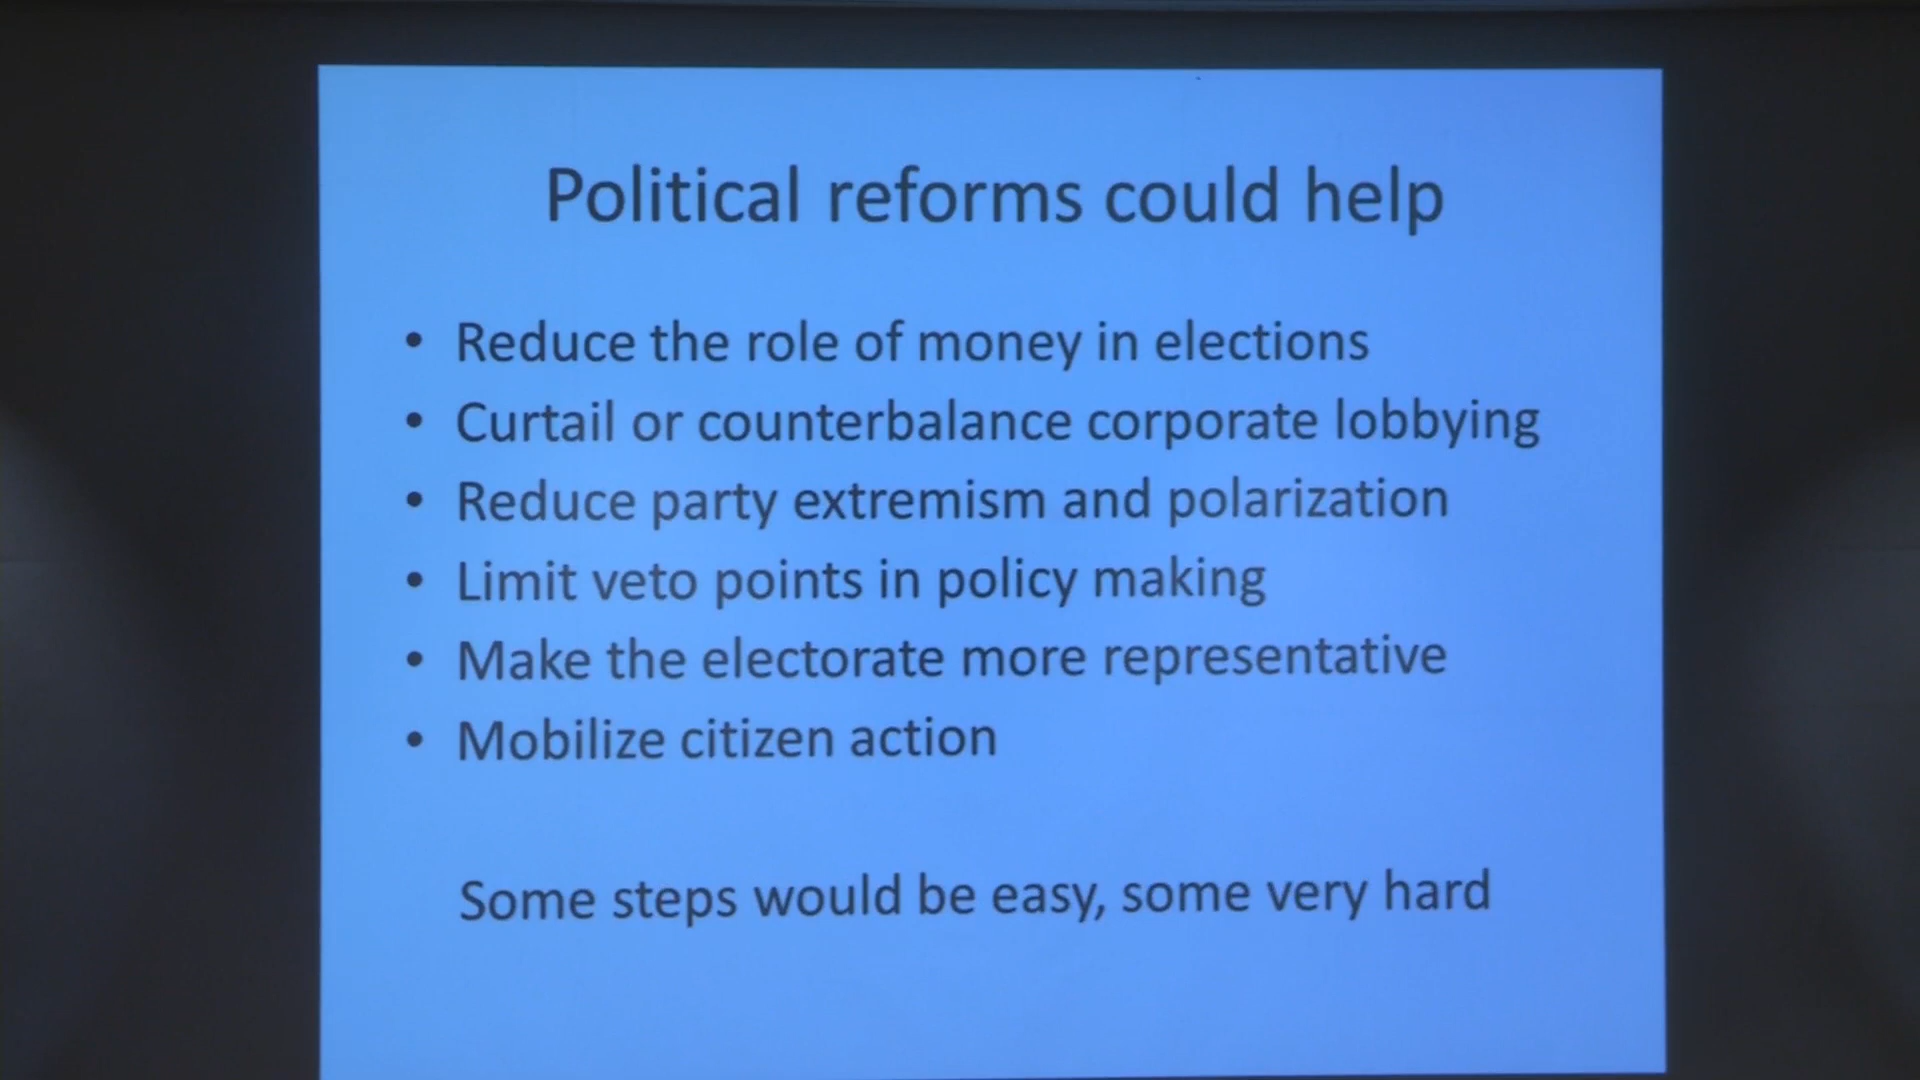 Political reforms could help
• Reduce the role of money in elections
• Curtail or counterbalance corporate lobbying
• Reduce party extremism and polarization
• Limit veto points in policy making
• Make the electorate more representative
• Mobilize citizen action
Some steps would be easy, some very hard